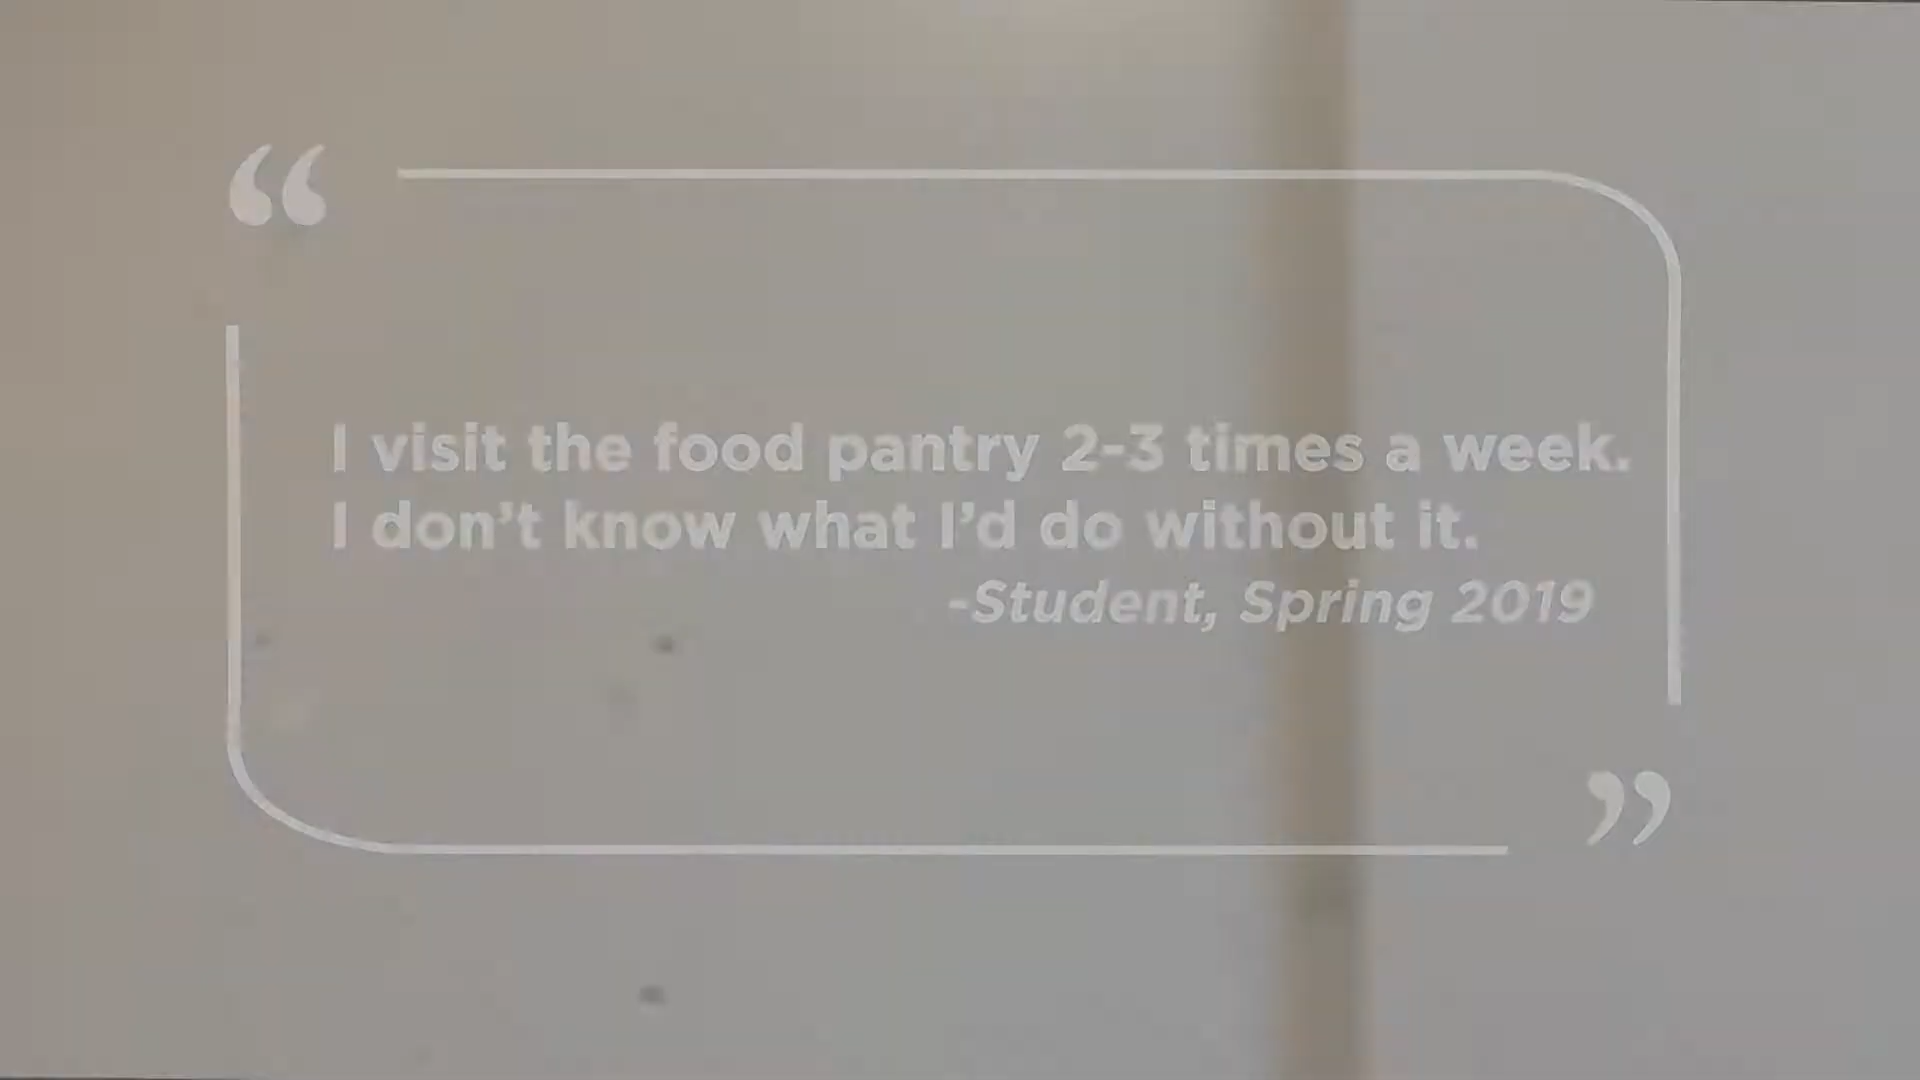 “
I visit the food pantry 2-3 times a week.
I don’t know what I’d do without it.
-Student, Spring 2019
”